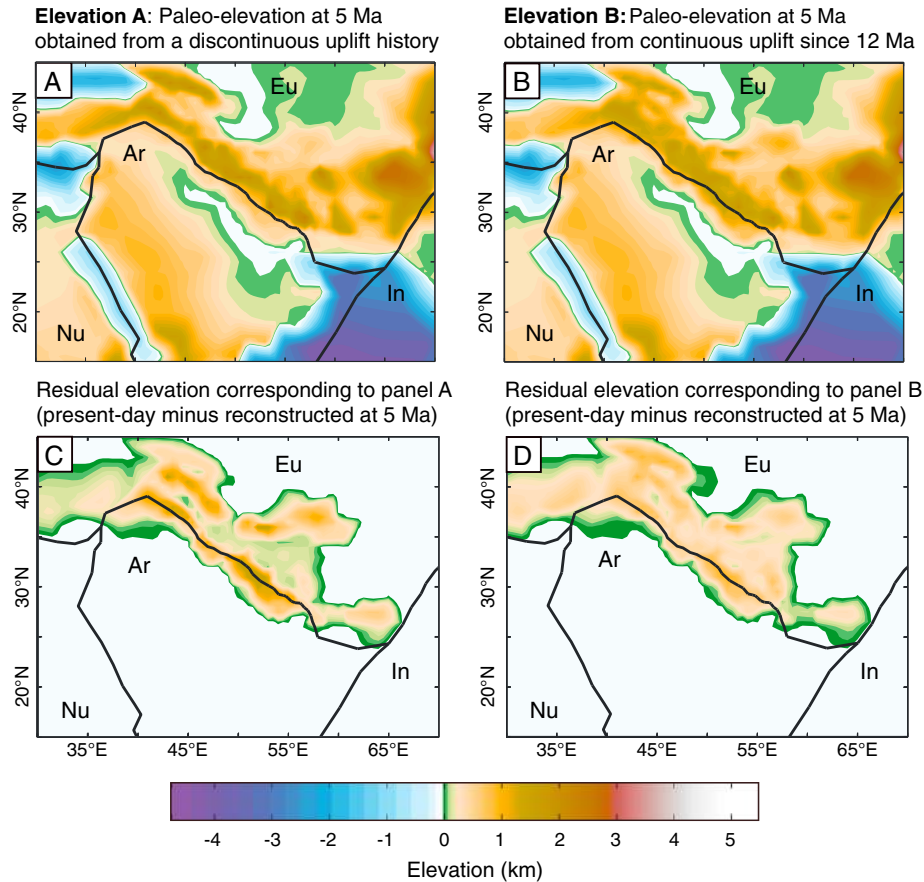 Elevation A: Paleo-elevation at 5 Ma
obtained from a discontinuous uplift history
Elevation B: Paleo-elevation at 5 Ma
obtained from continuous uplift since 12 Ma
A
Eu
Ar
In
Nu
40°N
30°N
20°N
B
Eu
Ar
In
Nu
40°N
30°N
20°N
Residual elevation corresponding to panel A
(present-day minus reconstructed at 5 Ma)
Residual elevation corresponding to panel B
(present-day minus reconstructed at 5 Ma)
C
Eu
Ar
In
Nu
40°N
30°N
20°N
35°E 45°E 55°E 65°E
D
Eu
Ar
In
Nu
40°N
30°N
20°N
35°E 45°E 55°E 65°E
-4 -3 -2 -1 0 1 2 3 4 5
Elevation (km)